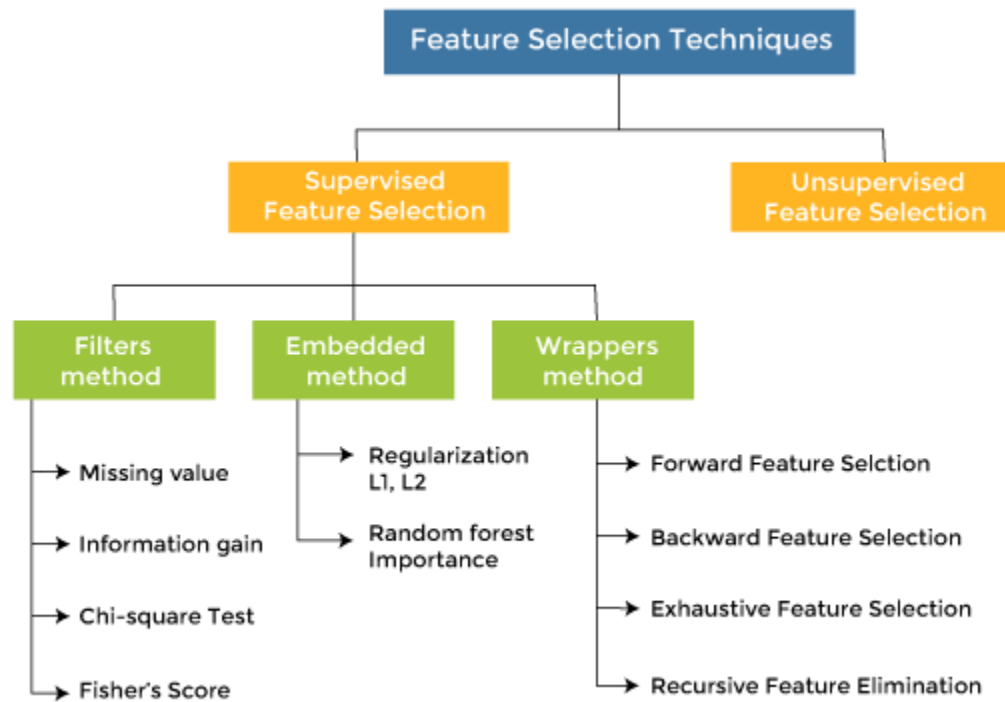 Feature Selection Techniques
Supervised
Feature Selection
Unsupervised
Feature Selection
Filters
method
Embedded
method
Wrappers
method
Missing value
Information gain
Chi-square Test
Fisher's Score
Regularization
L1, L2
Random forest
Importance
Forward Feature Selction
Backward Feature Selection
Exhaustive Feature Selection
Recursive Feature Elimination